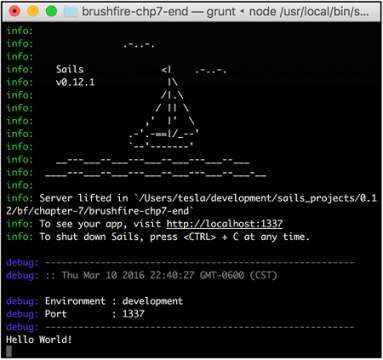 brushfire-chp7-end — grunt • node /usr/local/bin/s...
info:
info:                .-..-.
info:
info:    Sails              <|    .-..-.
info:    v0.12.1             |\
info:                       /|.\
info:                      / || \
info:                    ,'  |'  \
info:                 .-'.-==|/_--'
info:                 `--'-------'
info:    __---___--___---___--___---___--___
info:  ____---___--___---___--___---___--___-__
info:
info: Server lifted in `/Users/tesla/development/sails_projects/0.1
2/bf/chapter-7/brushfire-chp7-end`
info: To see your app, visit http://localhost:1337
info: To shut down Sails, press <CTRL> + C at any time.
debug: -------------------------------------------------------
debug: :: Thu Mar 10 2016 22:40:27 GMT-0600 (CST)
debug: Environment : development
debug: Port        : 1337
debug: -------------------------------------------------------
Hello World!